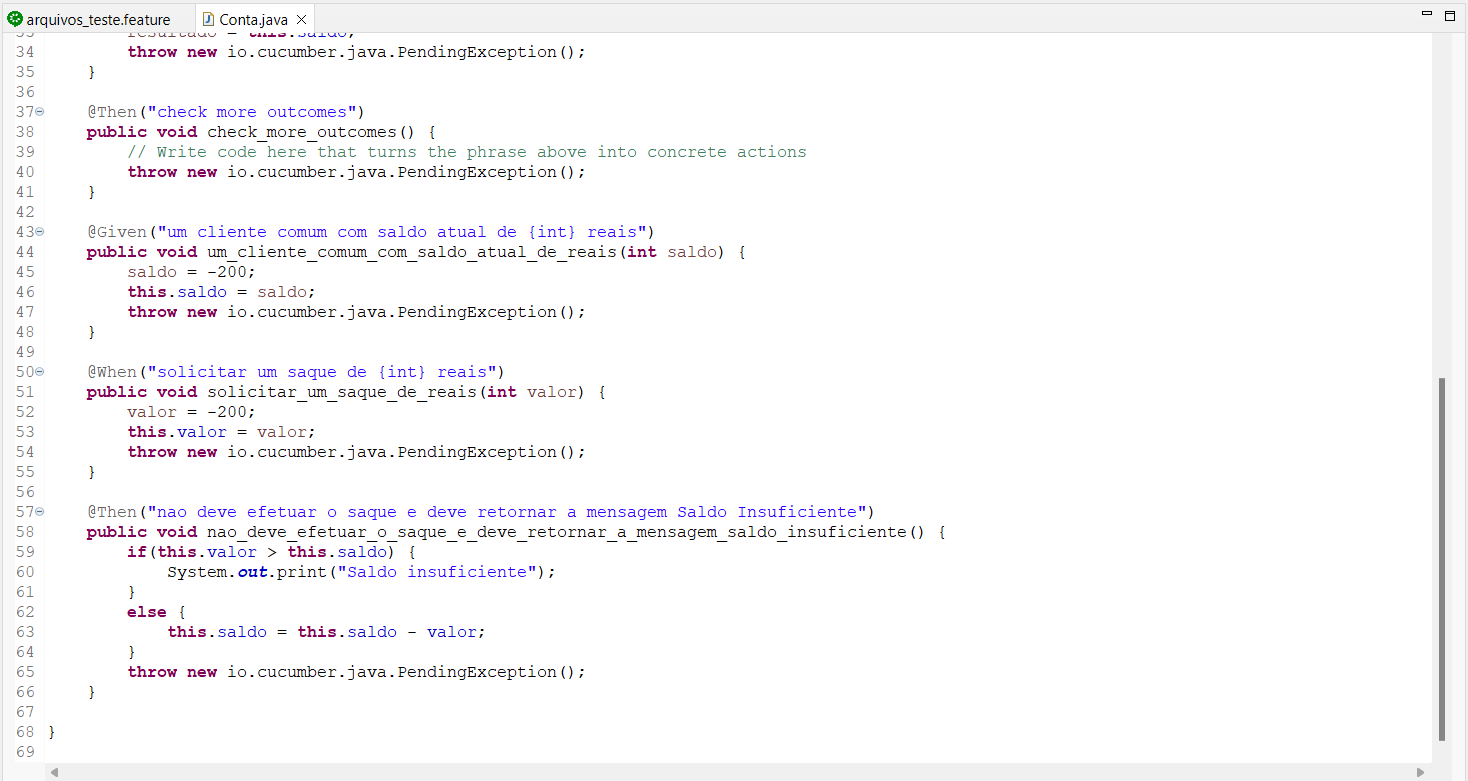 arquivos_teste.feature Conta.java
33 resultado = this.saldo;
34 throw new io.cucumber.java.PendingException();
35 }
36
37 @Then("check more outcomes")
38 public void check_more_outcomes() {
39 // Write code here that turns the phrase above into concrete actions
40 throw new io.cucumber.java.PendingException();
41 }
42
43 @Given("um cliente comum com saldo atual de {int} reais")
44 public void um_cliente_comum_com_saldo_atual_de_reais(int saldo) {
45 saldo = -200;
46 this.saldo = saldo;
47 throw new io.cucumber.java.PendingException();
48 }
49
50 @When("solicitar um saque de {int} reais")
51 public void solicitar_um_saque_de_reais(int valor) {
52 valor = -200;
53 this.valor = valor;
54 throw new io.cucumber.java.PendingException();
55 }
56
57 @Then("nao deve efetuar o saque e deve retornar a mensagem Saldo Insuficiente")
58 public void nao_deve_efetuar_o_saque_e_deve_retornar_a_mensagem_saldo_insuficiente() {
59 if(this.valor > this.saldo) {
60 System.out.print("Saldo insuficiente");
61 }
62 else {
63 this.saldo = this.saldo - valor;
64 }
65 throw new io.cucumber.java.PendingException();
66 }
67
68 }
69